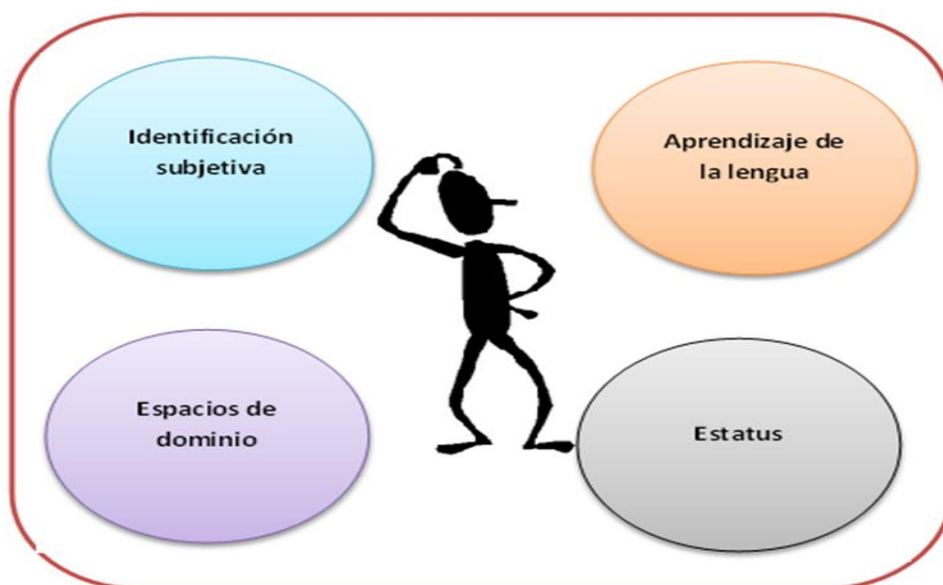 Identificación
subjetiva
Aprendizaje de
la lengua
Espacios de
dominio
Estatus